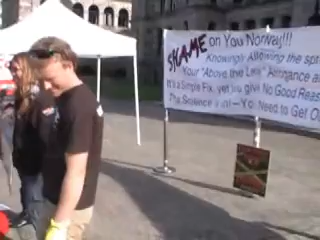 SHAME on You Norway!!!
Knowingly Allowing the spr
Your "Above the Law" Arrogance a
It's a Simple Fix, yet you give No Good Reas
The Science is in!—You Need to Get O